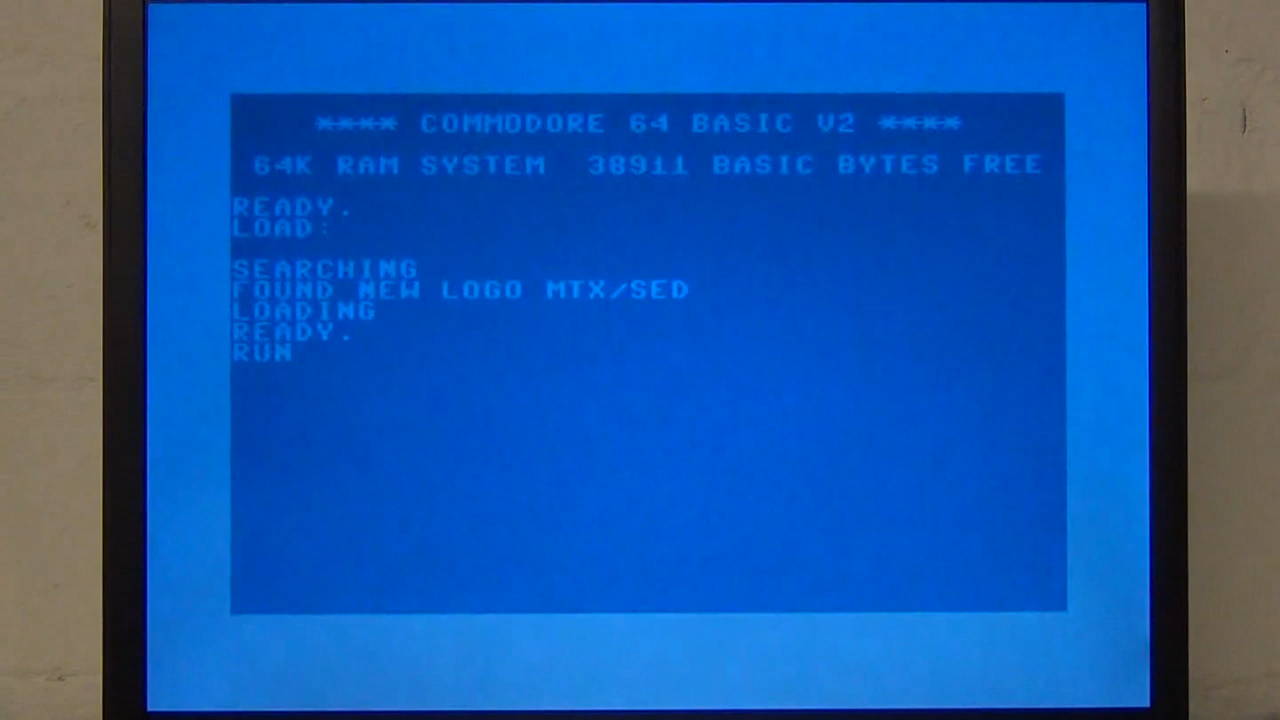 **** COMMODORE 64 BASIC V2 ****
64K RAM SYSTEM  38911 BASIC BYTES FREE
READY.
LOAD:
SEARCHING
FOUND NEW LOGO MTX/SED
LOADING
READY.
RUN